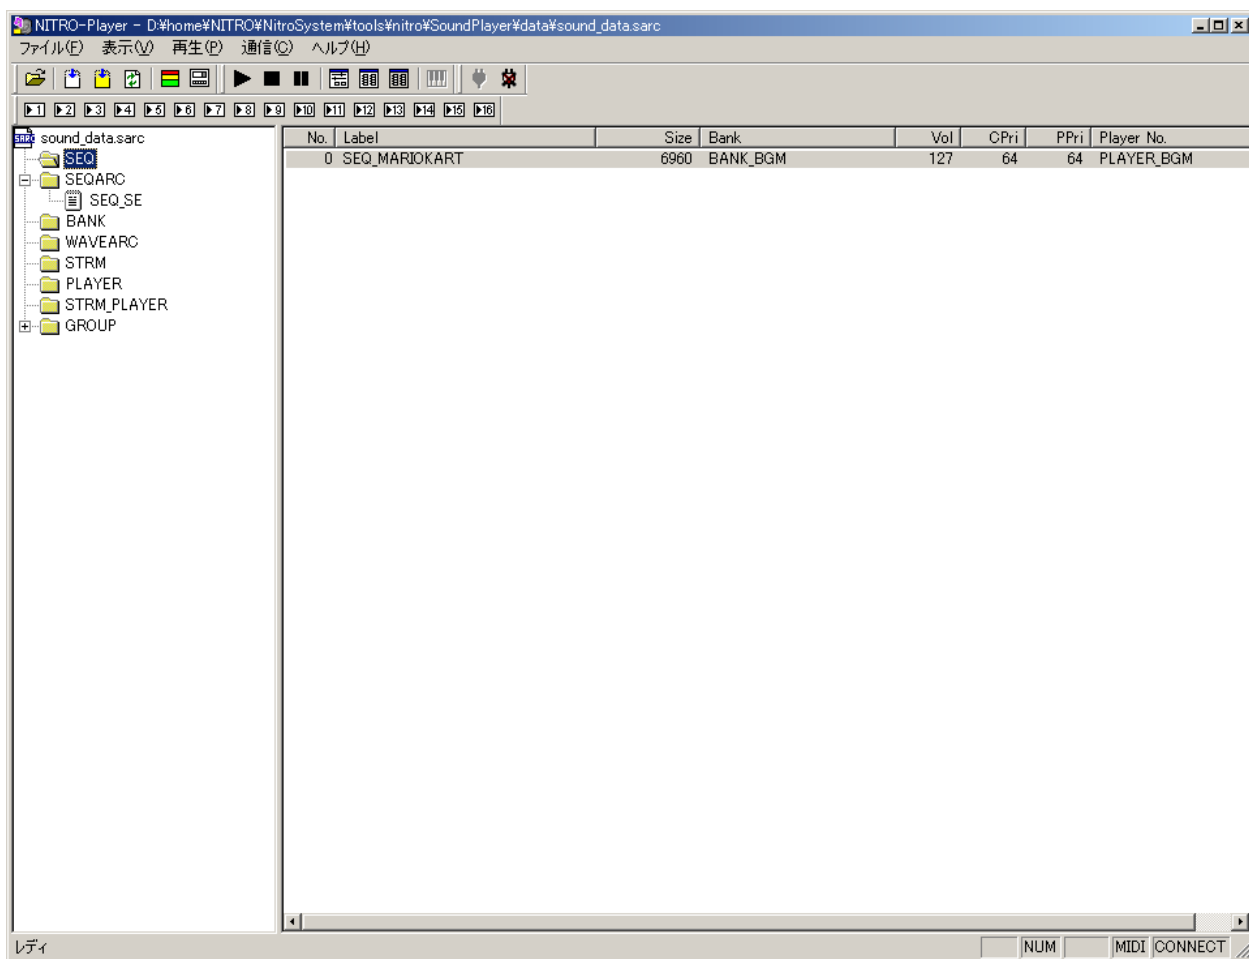 NITRO-Player - D:¥home¥NITRO¥NitroSystem¥tools¥nitro¥SoundPlayer¥data¥sound_data.sarc
ファイル(F) 表示(V) 再生(P) 通信(C) ヘルプ(H)
1 2 3 4 5 6 7 8 9 10 11 12 13 14 15 16
sound_data.sarc
SEQ
SEQARC
SEQ_SE
BANK
WAVEARC
STRM
PLAYER
STRM_PLAYER
GROUP
No. Label Size Bank Vol CPri PPri Player No.
0 SEQ_MARIOKART 6960 BANK_BGM 127 64 64 PLAYER_BGM
レディ NUM MIDI CONNECT